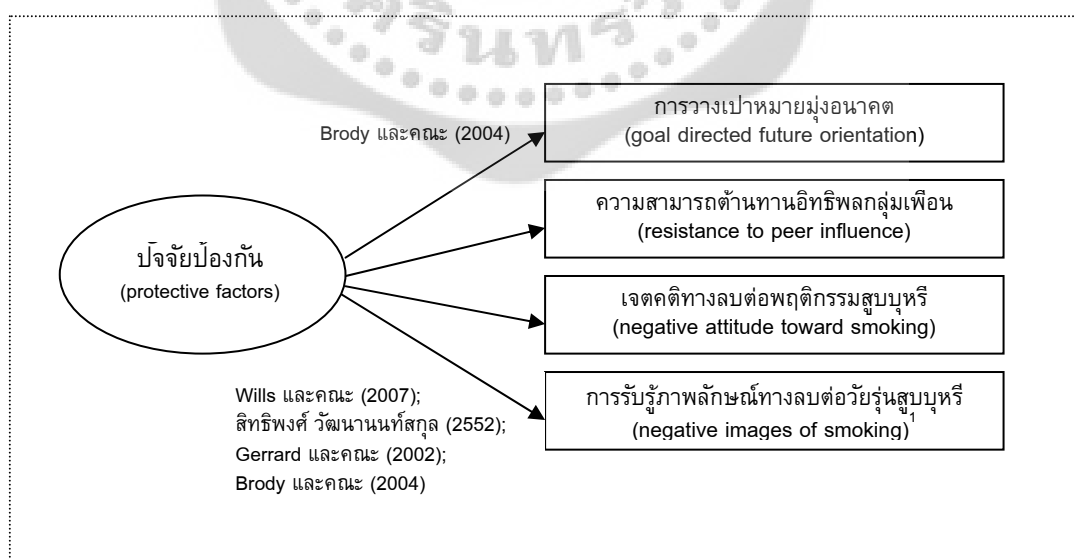 รินทร
การวางเปาหมายมุ่งอนาคต
(goal directed future orientation)
Brody และคณะ (2004)
ความสามารถต้านทานอิทธิพลกลุ่มเพือน
(resistance to peer influence)
ปัจจัยป้องกัน
(protective factors)
เจตคติทางลบต่อพฤติกรรมสูบบุหรี
(negative attitude toward smoking)
การรับรู้ภาพลักษณ์ทางลบต่อวัยรุ่นสูบบุหรี
(negative images of smoking)1
Wills และคณะ (2007);
สิทธิพงศ์ วัฒนานนท์สกุล (2552);
Gerrard และคณะ (2002);
Brody และคณะ (2004)